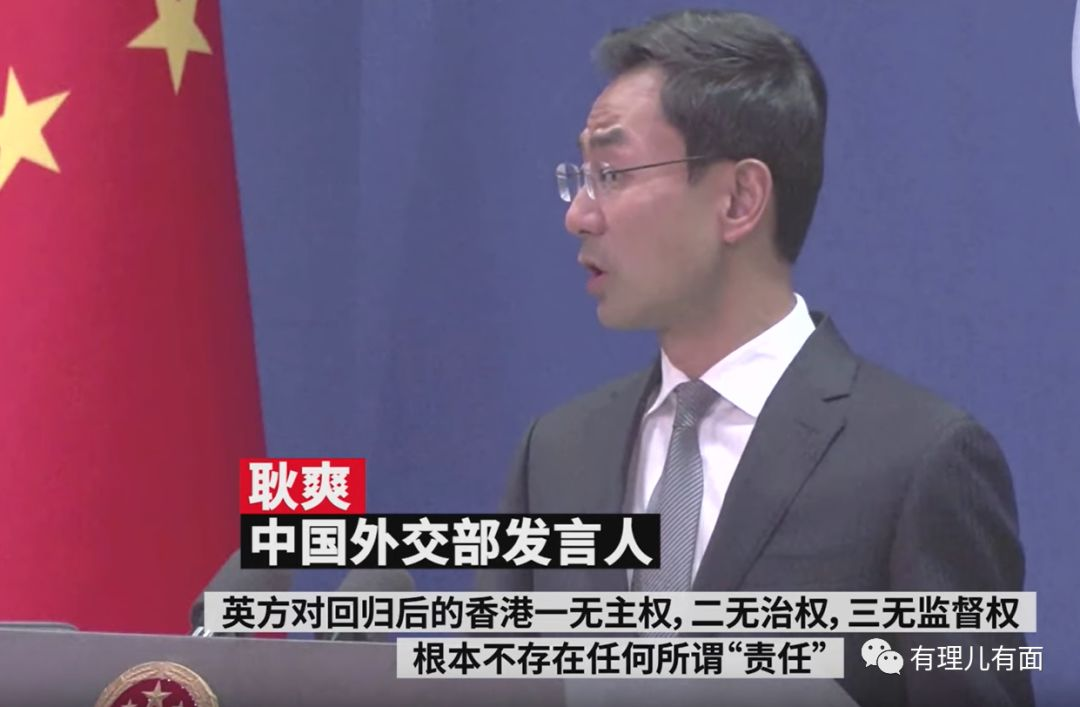 耿爽
中国外交部发言人
英方对回归后的香港一无主权,二无治权,三无监督权
根本不存在任何所谓“责任”
有理儿有面